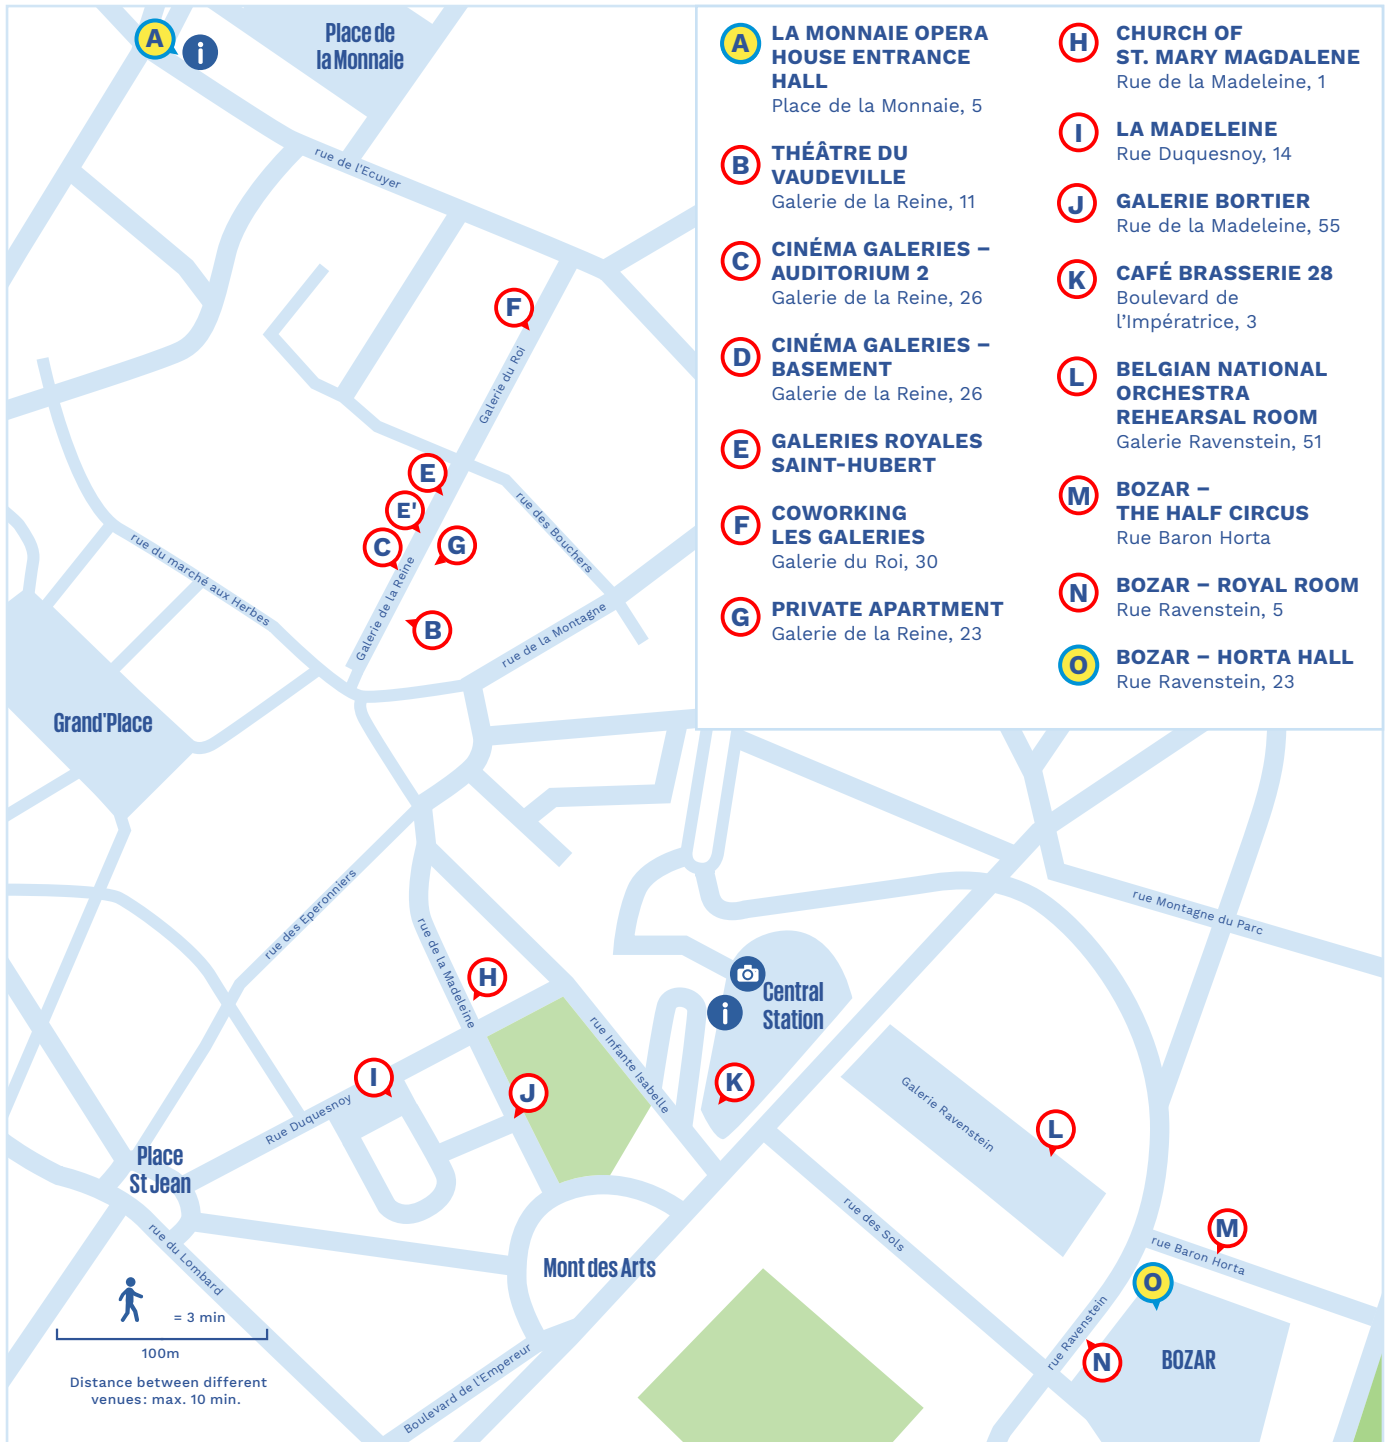 A
i
Place de
la Monnaie
rue de l'Ecuyer
F
Galerie du Roi
E
E'
C
G
rue des Bouchers
rue du marché aux Herbes
Galerie de la Reine
B
rue de la Montagne
Grand'Place
rue des Eperonniers
rue de la Madeleine
H
rue Infante Isabelle
Central
Station
i
K
I
J
Rue Duquesnoy
Place
St Jean
rue du Lombard
Mont des Arts
Boulevard de l'Empereur
rue Montagne du Parc
Galerie Ravenstein
L
rue des Sols
M
rue Baron Horta
O
rue Ravenstein
N
BOZAR
= 3 min
100m
Distance between different
venues: max. 10 min.
A
LA MONNAIE OPERA
HOUSE ENTRANCE
HALL
Place de la Monnaie, 5
B
THÉÂTRE DU
VAUDEVILLE
Galerie de la Reine, 11
C
CINÉMA GALERIES –
AUDITORIUM 2
Galerie de la Reine, 26
D
CINÉMA GALERIES –
BASEMENT
Galerie de la Reine, 26
E
GALERIES ROYALES
SAINT-HUBERT
F
COWORKING
LES GALERIES
Galerie du Roi, 30
G
PRIVATE APARTMENT
Galerie de la Reine, 23
H
CHURCH OF
ST. MARY MAGDALENE
Rue de la Madeleine, 1
I
LA MADELEINE
Rue Duquesnoy, 14
J
GALERIE BORTIER
Rue de la Madeleine, 55
K
CAFÉ BRASSERIE 28
Boulevard de
l’Impératrice, 3
L
BELGIAN NATIONAL
ORCHESTRA
REHEARSAL ROOM
Galerie Ravenstein, 51
M
BOZAR –
THE HALF CIRCUS
Rue Baron Horta
N
BOZAR – ROYAL ROOM
Rue Ravenstein, 5
O
BOZAR – HORTA HALL
Rue Ravenstein, 23